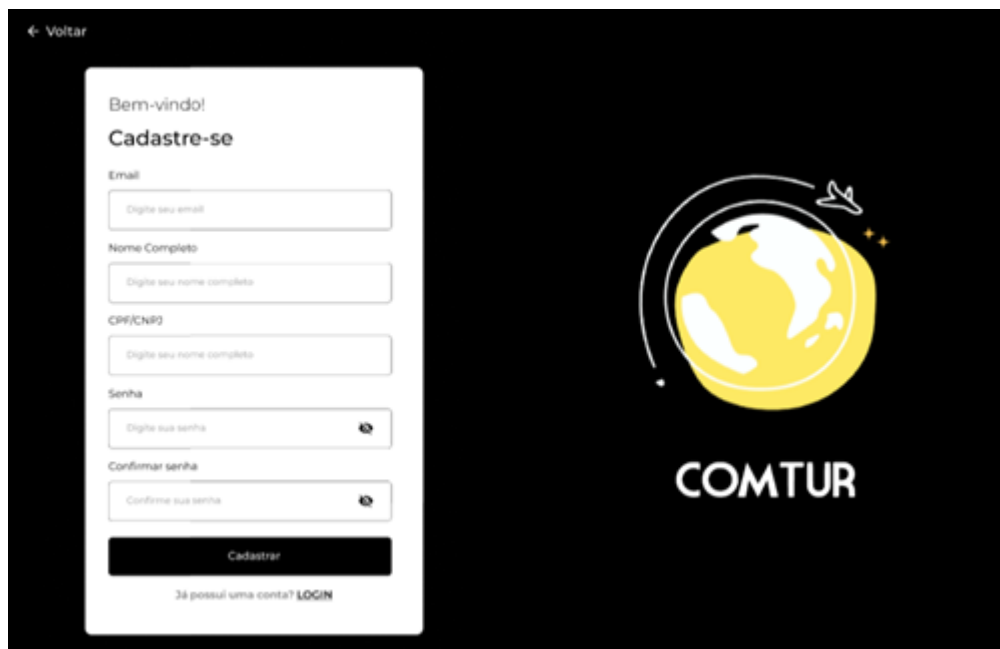 Voltar
Bem-vindo!
Cadastre-se
Email
Digite seu email
Nome Completo
Digite seu nome completo
CPF/CNPJ
Digite seu nome completo
Senha
Digite sua senha
Confirmar senha
Confirme sua senha
Cadastrar
Já possui uma conta? LOGIN
COMTUR